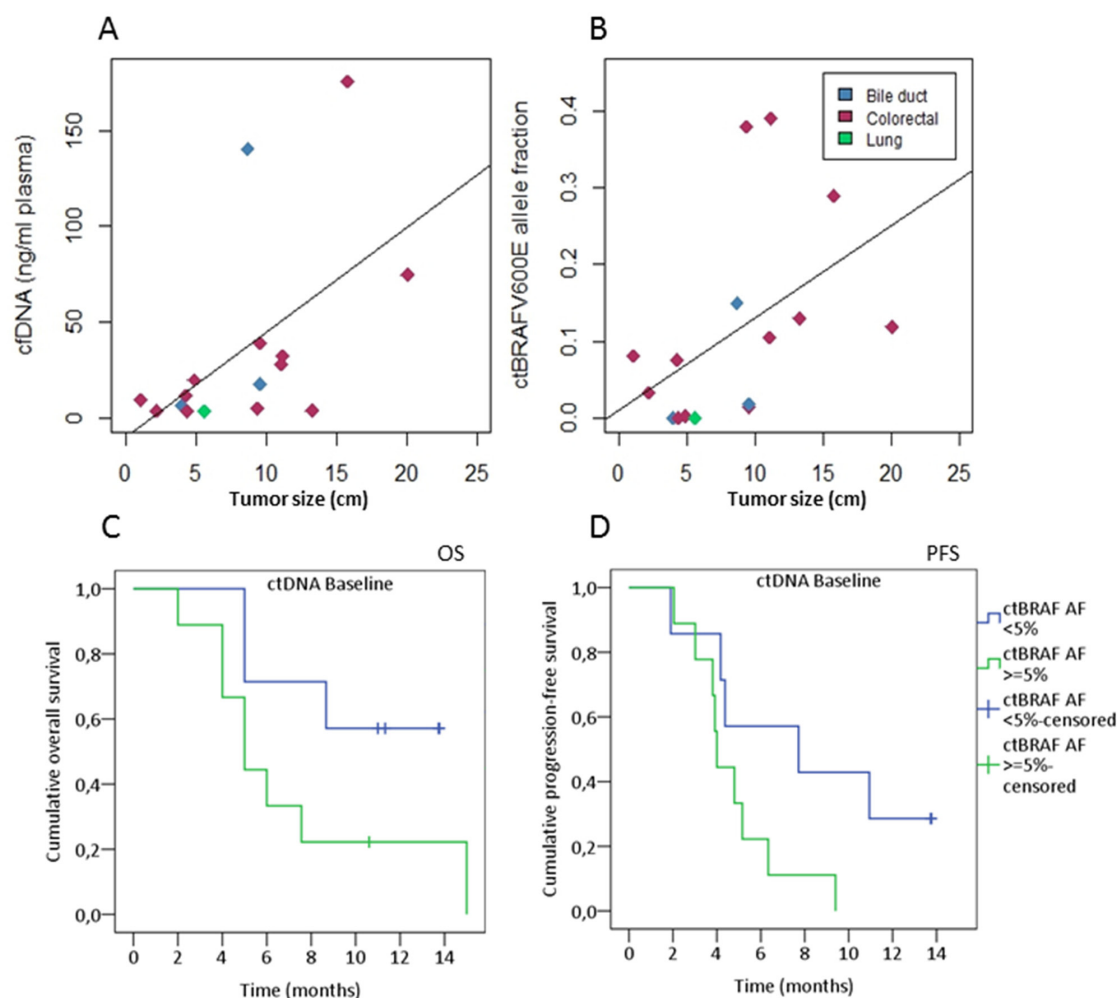 A
B
cfDNA (ng/ml plasma)
150
100
50
0
0 5 10 15 20 25
Tumor size (cm)
ctBRAFV600E allele fraction
0.4
0.3
0.2
0.1
0.0
Bile duct
Colorectal
Lung
0 5 10 15 20 25
Tumor size (cm)
C
OS
ctDNA Baseline
Cumulative overall survival
1,0
0,8
0,6
0,4
0,2
0,0
0 2 4 6 8 10 12 14
Time (months)
D
PFS
ctDNA Baseline
Cumulative progression-free survival
1,0
0,8
0,6
0,4
0,2
0,0
0 2 4 6 8 10 12 14
Time (months)
ctBRAF AF
<5%
ctBRAF AF
>=5%
ctBRAF AF
<5%-censored
ctBRAF AF
>=5%-
censored